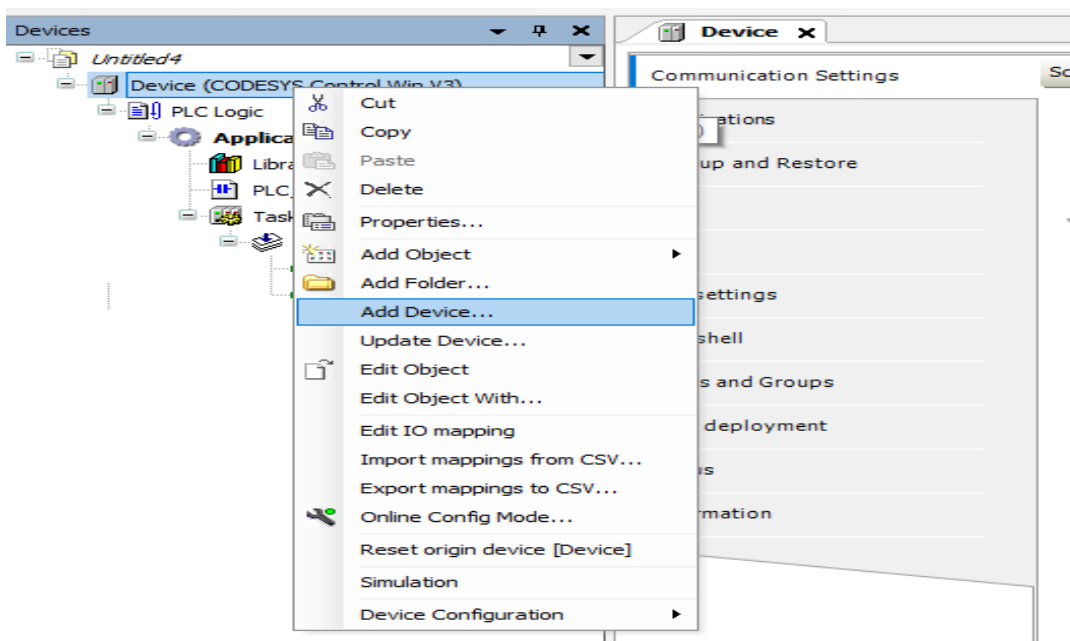 Devices
Untitled4
Device (CODESYS Control Win V3)
PLC Logic
Applica
Libra
PLC_
Task
Cut
Copy
Paste
Delete
Properties...
Add Object
Add Folder...
Add Device...
Update Device...
Edit Object
Edit Object With...
Edit IO mapping
Import mappings from CSV...
Export mappings to CSV...
Online Config Mode...
Reset origin device [Device]
Simulation
Device Configuration
Device
Communication Settings
Sc
ations
up and Restore
settings
shell
s and Groups
deployment
us
rmation